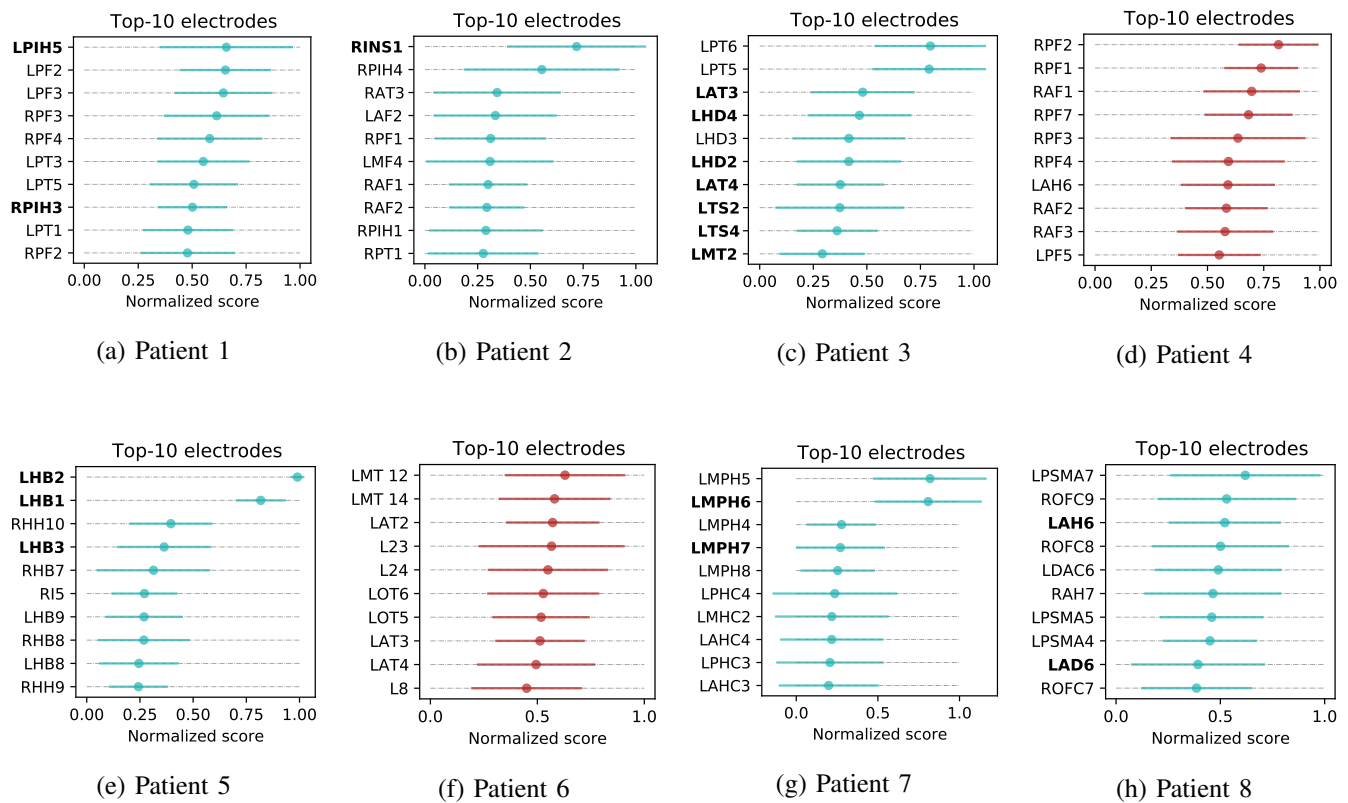 Top-10 electrodes
LPIH5
LPF2
LPF3
RPF3
RPF4
LPT3
LPT5
RPIH3
LPT1
RPF2
0.00 0.25 0.50 0.75 1.00
Normalized score
(a) Patient 1
Top-10 electrodes
RINS1
RPIH4
RAT3
LAF2
RPF1
LMF4
RAF1
RAF2
RPIH1
RPT1
0.00 0.25 0.50 0.75 1.00
Normalized score
(b) Patient 2
Top-10 electrodes
LPT6
LPT5
LAT3
LHD4
LHD3
LHD2
LAT4
LTS2
LTS4
LMT2
0.00 0.25 0.50 0.75 1.00
Normalized score
(c) Patient 3
Top-10 electrodes
RPF2
RPF1
RAF1
RPF7
RPF3
RPF4
LAH6
RAF2
RAF3
LPF5
0.00 0.25 0.50 0.75 1.00
Normalized score
(d) Patient 4
Top-10 electrodes
LHB2
LHB1
RHH10
LHB3
RHB7
RI5
LHB9
RHB8
LHB8
RHH9
0.00 0.25 0.50 0.75 1.00
Normalized score
(e) Patient 5
Top-10 electrodes
LMT 12
LMT 14
LAT2
L23
L24
LOT6
LOT5
LAT3
LAT4
L8
0.0 0.5 1.0
Normalized score
(f) Patient 6
Top-10 electrodes
LMPH5
LMPH6
LMPH4
LMPH7
LMPH8
LPHC4
LMHC2
LAHC4
LPHC3
LAHC3
0.0 0.5 1.0
Normalized score
(g) Patient 7
Top-10 electrodes
LPSMA7
ROFC9
LAH6
ROFC8
LDAC6
RAH7
LPSMA5
LPSMA4
LAD6
ROFC7
0.0 0.5 1.0
Normalized score
(h) Patient 8